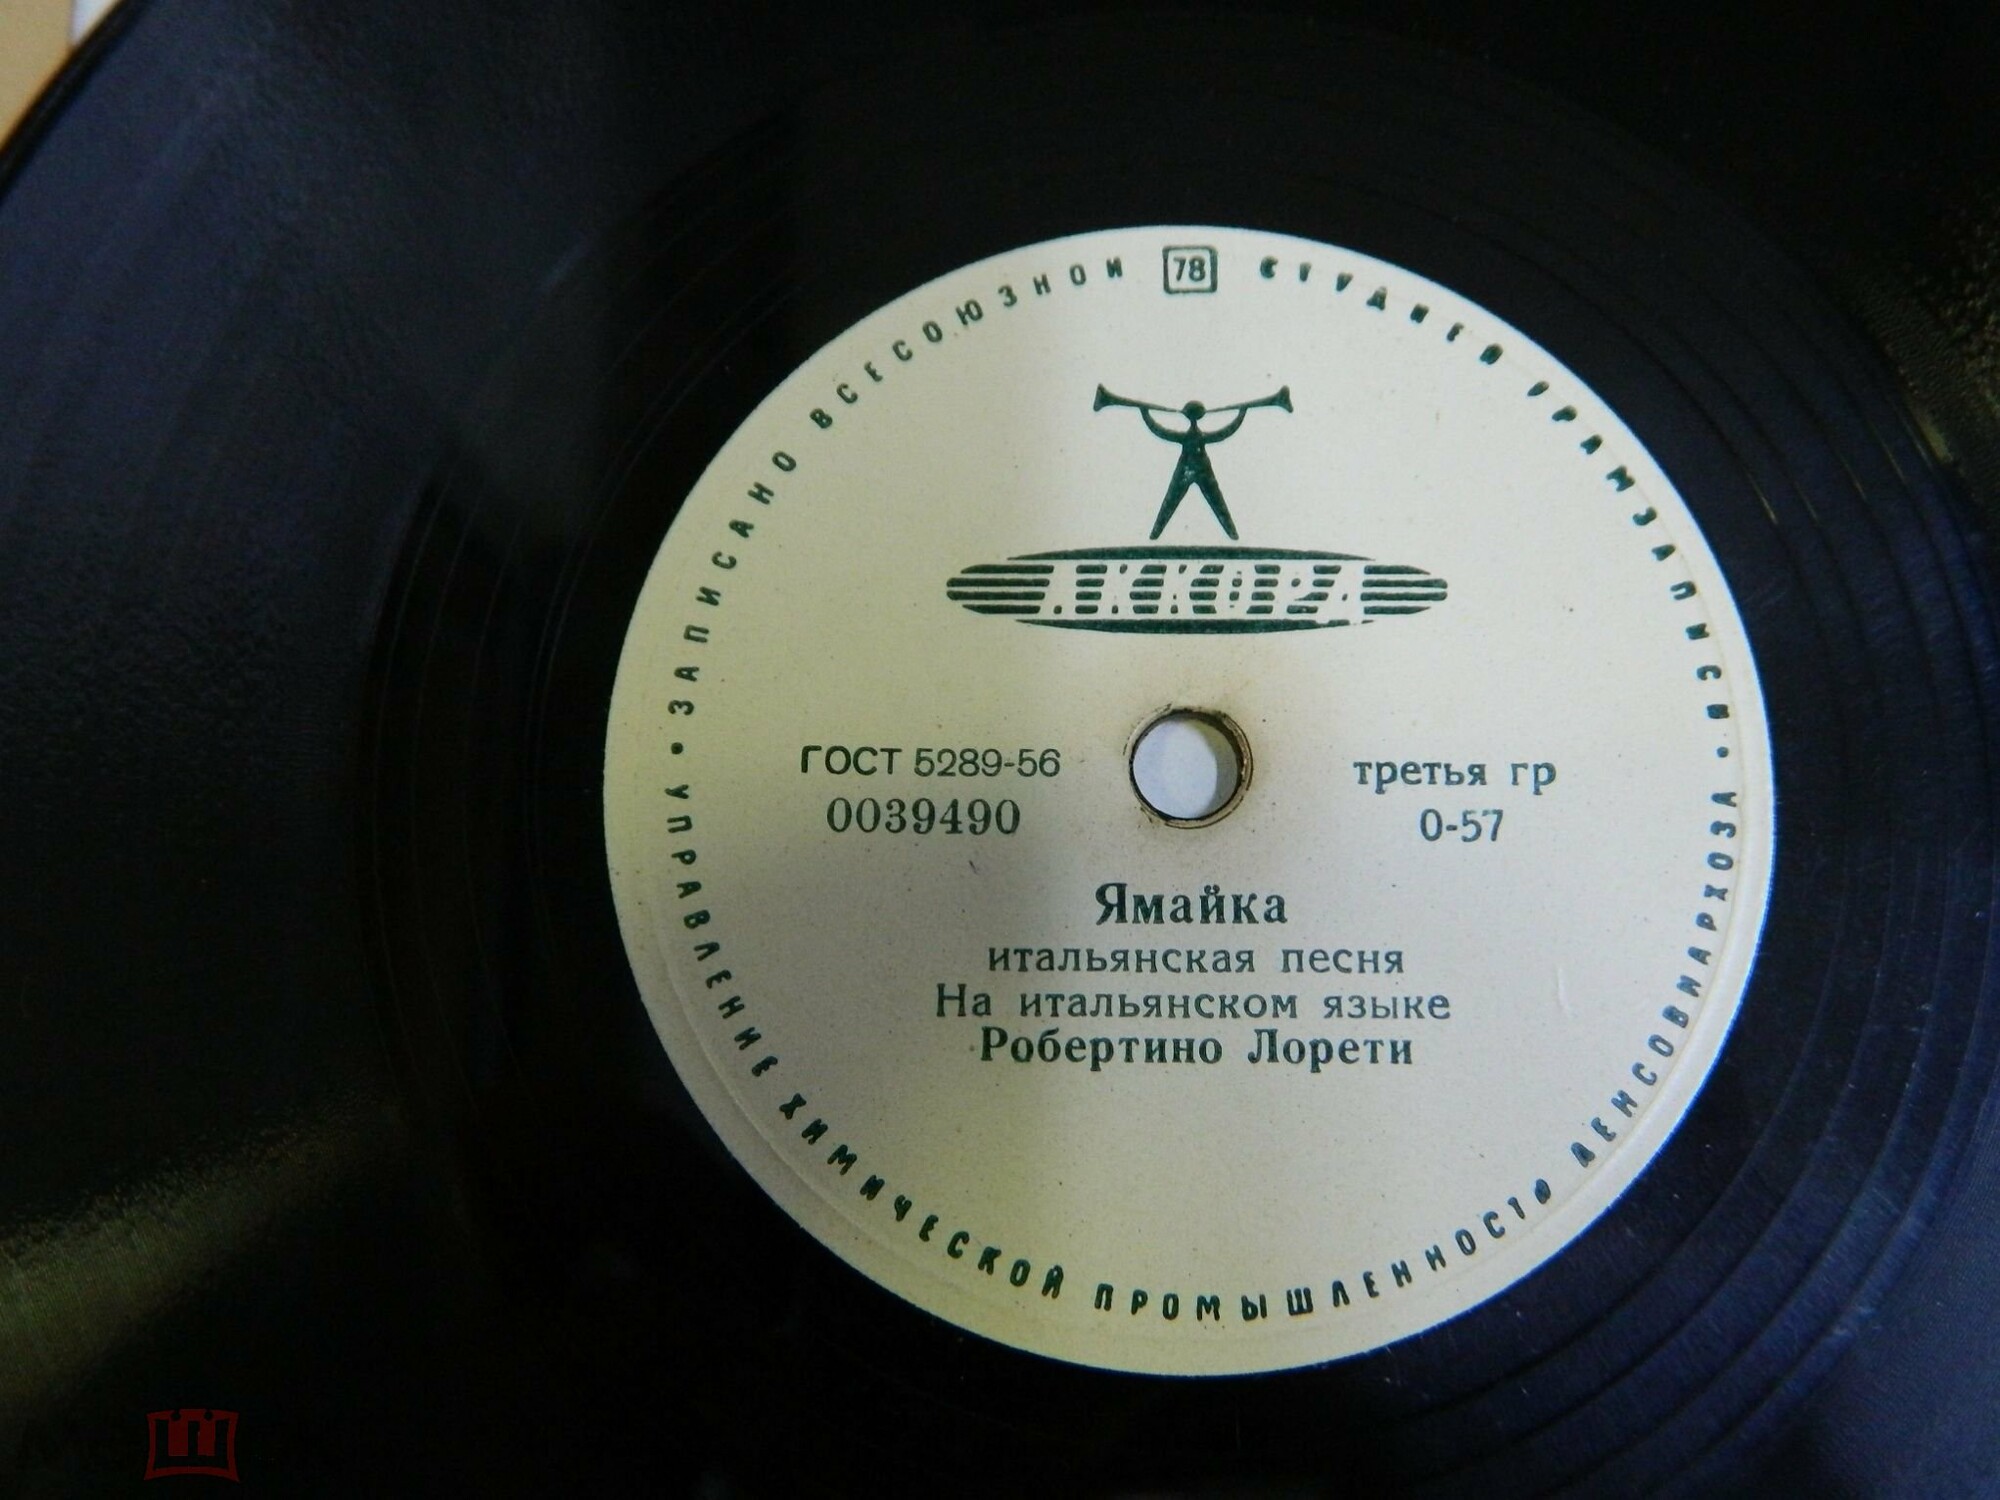 ЗАПИСАНО ВСЕСОЮЗНОЙ 78 СТУДИЕЙ ГРАМЗАПИСИ
АККОРД
ГОСТ 5289-56
0039490
третья гр
0-57
Ямайка
итальянская песня
На итальянском языке
Робертино Лорети
УПРАВЛЕНИЕ ХИМИЧЕСКОЙ ПРОМЫШЛЕННОСТИ ЛЕНСОВНАРХОЗА